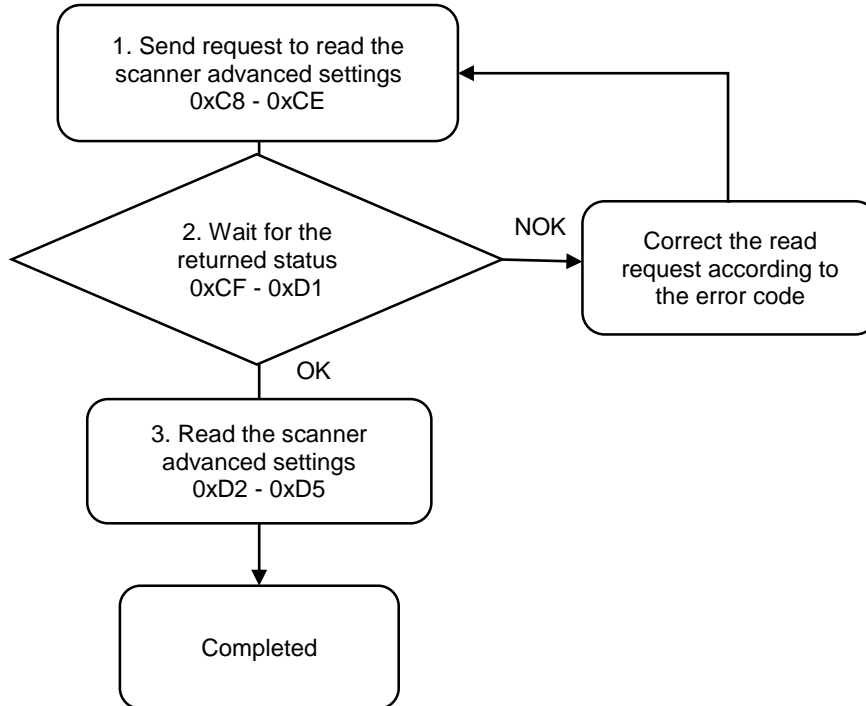 1. Send request to read the
scanner advanced settings
0xC8 - 0xCE
2. Wait for the
returned status
0xCF - 0xD1
NOK
Correct the read
request according to
the error code
OK
3. Read the scanner
advanced settings
0xD2 - 0xD5
Completed